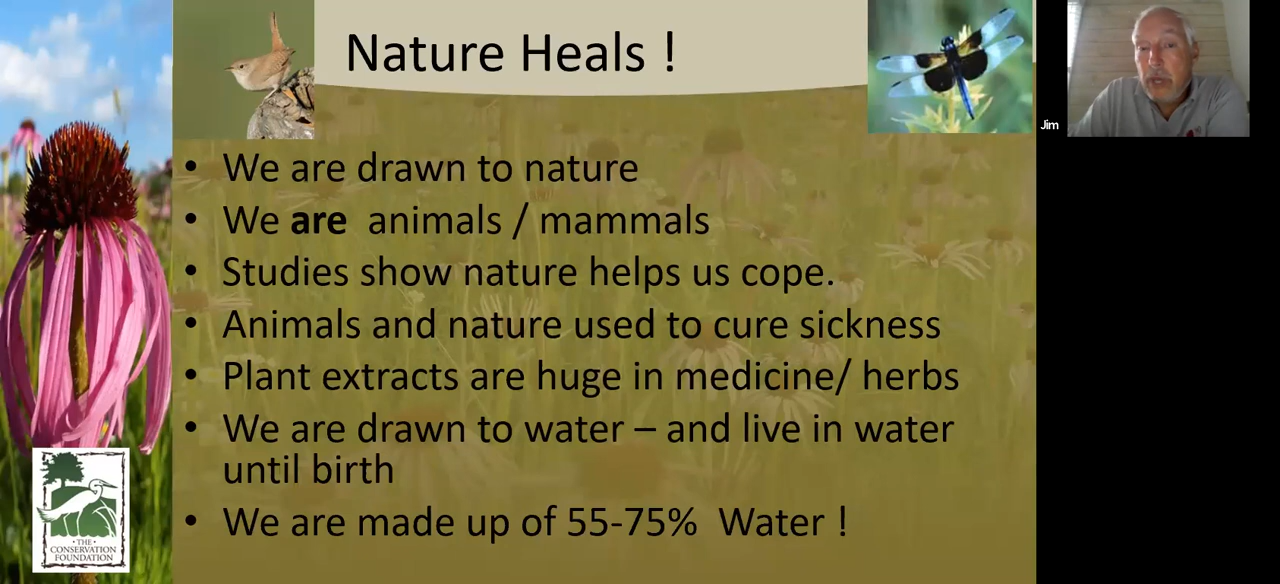 Nature Heals !
Jim
• We are drawn to nature
• We are animals / mammals
• Studies show nature helps us cope.
• Animals and nature used to cure sickness
• Plant extracts are huge in medicine/ herbs
• We are drawn to water – and live in water
until birth
• We are made up of 55-75% Water !
• THE •
CONSERVATION
FOUNDATION